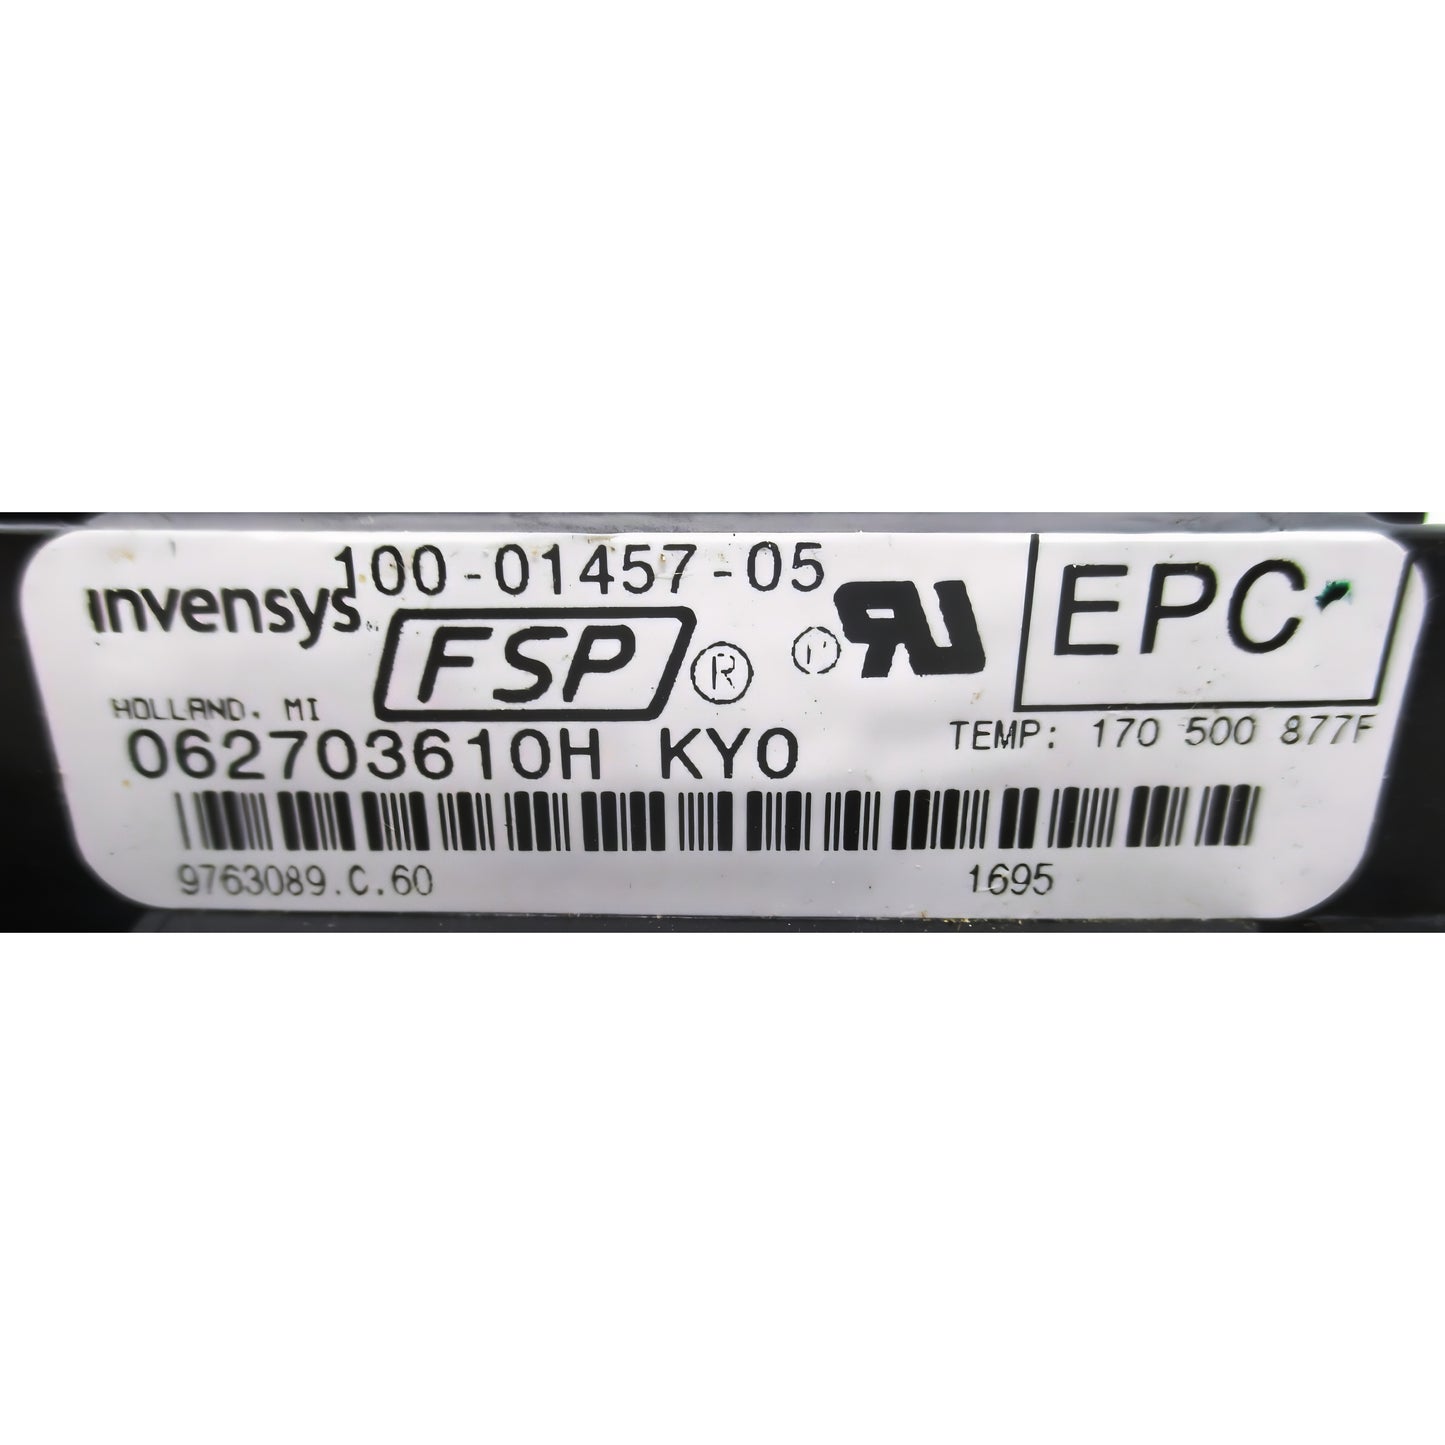 100-01457-05
invensys
FSP ®
EPC
HOLLAND, MI
TEMP: 170 500 877F
062703610H KYO
9763089.C.60 1695